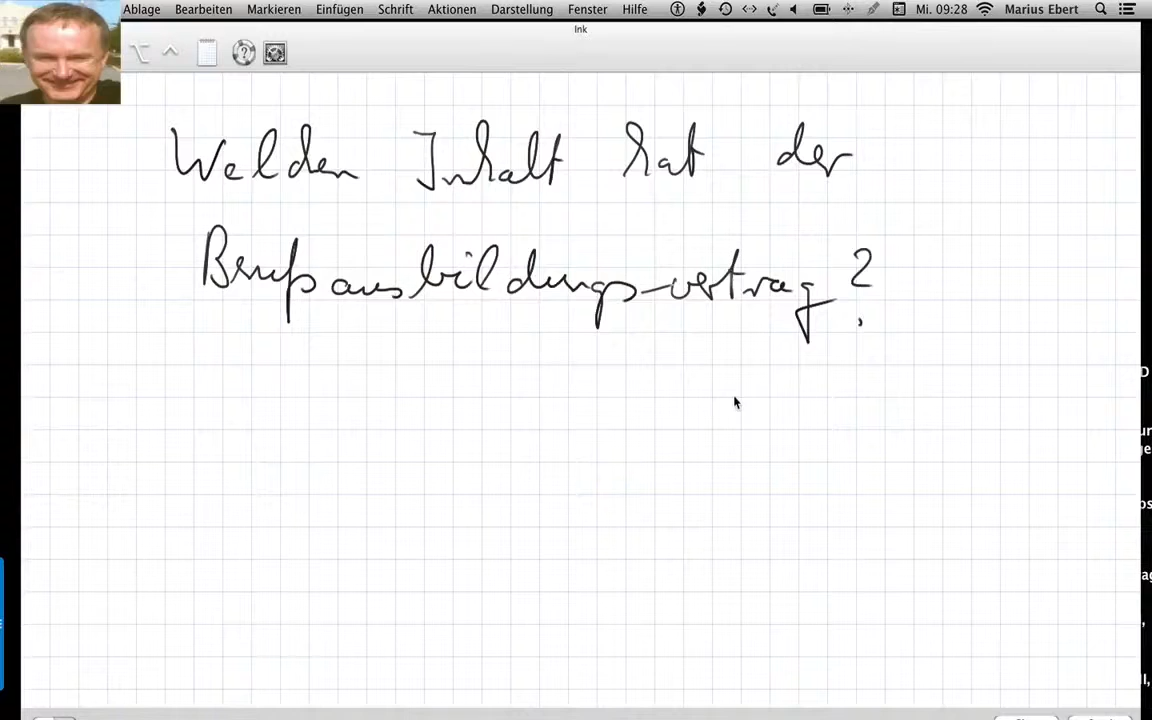 Ablage Bearbeiten Markieren Einfügen Schrift Aktionen Darstellung Fenster Hilfe Mi. 09:28 Marius Ebert
Ink
Welchen Inhalt hat der
Berufsausbildungs-vertrag?